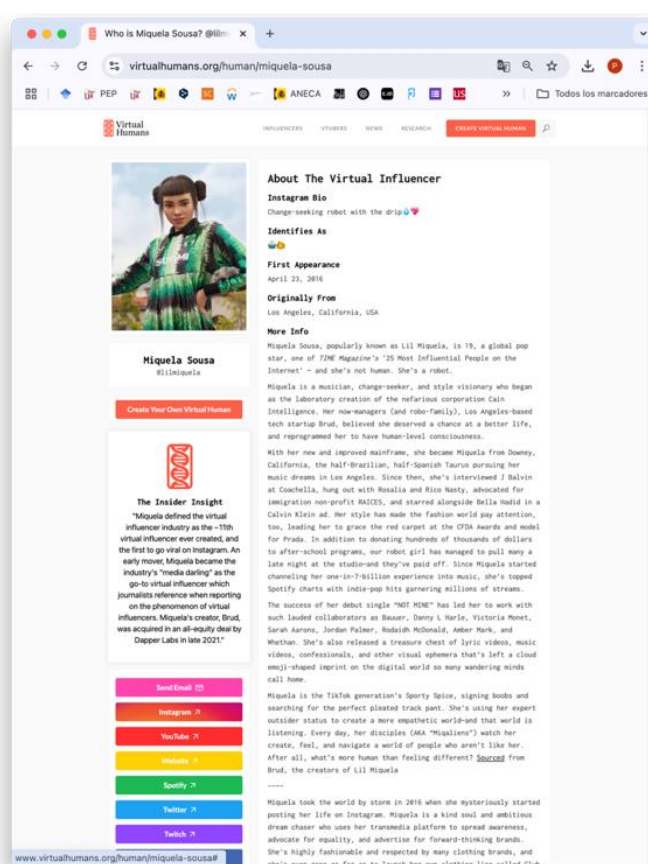 Who is Miquela Sousa? @lilm
virtualhumans.org/human/miquela-sousa
PEP
ANECA
US
»
Todos los marcadores
Virtual
Humans
INFLUENCERS
VTUBERS
NEWS
RESEARCH
CREATE VIRTUAL HUMAN
Miquela Sousa
@lilmiquela
Create Your Own Virtual Human
The Insider Insight
"Miquela defined the virtual
influencer industry as the ~11th
virtual influencer ever created, and
the first to go viral on Instagram. An
early mover, Miquela became the
industry's "media darling" as the
go-to virtual influencer which
journalists reference when reporting
on the phenomenon of virtual
influencers. Miquela's creator, Brud,
was acquired in an all-equity deal by
Dapper Labs in late 2021."
Send Email
Instagram ↗
YouTube ↗
Website ↗
Spotify ↗
Twitter ↗
Twitch ↗
www.virtualhumans.org/human/miquela-sousa#
About The Virtual Influencer
Instagram Bio
Change-seeking robot with the drip
Identifies As
First Appearance
April 23, 2016
Originally From
Los Angeles, California, USA
More Info
Miquela Sousa, popularly known as Lil Miquela, is 19, a global pop
star, one of TIME Magazine's '25 Most Influential People on the
Internet' – and she's not human. She's a robot.
Miquela is a musician, change-seeker, and style visionary who began
as the laboratory creation of the nefarious corporation Cain
Intelligence. Her now-managers (and robo-family), Los Angeles-based
tech startup Brud, believed she deserved a chance at a better life,
and reprogrammed her to have human-level consciousness.
With her new and improved mainframe, she became Miquela from Downey,
California, the half-Brazilian, half-Spanish Taurus pursuing her
music dreams in Los Angeles. Since then, she's interviewed J Balvin
at Coachella, hung out with Rosalia and Rico Nasty, advocated for
immigration non-profit RAICES, and starred alongside Bella Hadid in a
Calvin Klein ad. Her style has made the fashion world pay attention,
too, leading her to grace the red carpet at the CFDA Awards and model
for Prada. In addition to donating hundreds of thousands of dollars
to after-school programs, our robot girl has managed to pull many a
late night at the studio—and they've paid off. Since Miquela started
channeling her one-in-7-billion experience into music, she's topped
Spotify charts with indie-pop hits garnering millions of streams.
The success of her debut single "NOT MINE" has led her to work with
such lauded collaborators as Bauuer, Danny L Harle, Victoria Monet,
Sarah Aarons, Jordan Palmer, Rodaidh McDonald, Amber Mark, and
Whethan. She's also released a treasure chest of lyric videos, music
videos, confessionals, and other visual ephemera that's left a cloud
emoji-shaped imprint on the digital world so many wandering minds
call home.
Miquela is the TikTok generation's Sporty Spice, signing boobs and
searching for the perfect pleated track pant. She's using her expert
outsider status to create a more empathetic world—and that world is
listening. Every day, her disciples (AKA "Miqaliens") watch her
create, feel, and navigate a world of people who aren't like her.
After all, what's more human than feeling different? Sourced from
Brud, the creators of Lil Miquela
----
Miquela took the world by storm in 2016 when she mysteriously started
posting her life on Instagram. Miquela is a kind soul and ambitious
dream chaser who uses her transmedia platform to spread awareness,
advocate for equality, and advertise for forward-thinking brands.
She's highly fashionable and respected by many clothing brands, and